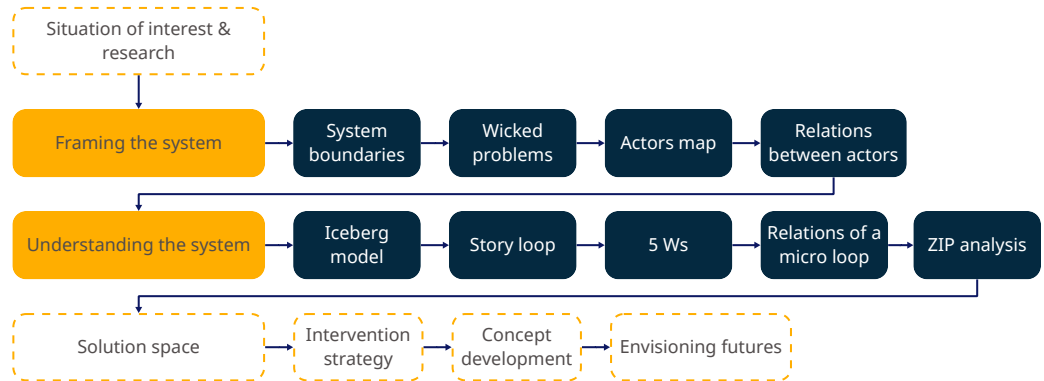 Situation of interest &
research
Framing the system
System
boundaries
Wicked
problems
Actors map
Relations
between actors
Understanding the system
Iceberg
model
Story loop
5 Ws
Relations of a
micro loop
ZIP analysis
Solution space
Intervention
strategy
Concept
development
Envisioning futures